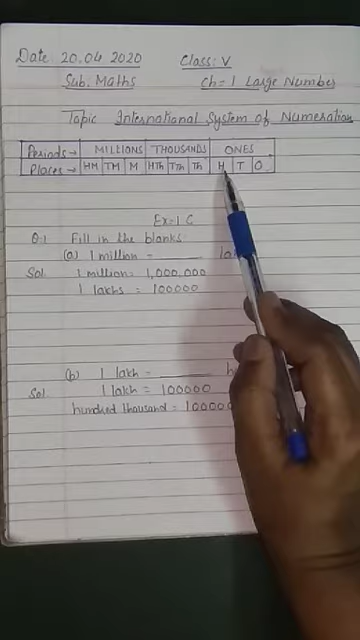 Date: 20.04 2020 Class: V
Sub. Maths Ch = 1 Large Number
Topic International System of Numeration
Periods → MILLIONS THOUSANDS ONES
Places → HM TM M HTh TTh Th H T O
Ex = 1 C
Q.1 Fill in the blanks
(a) 1 million = ______
Sol. 1 million = 1,000,000
1 lakhs = 100000
(b) 1 lakh = ______ h
Sol. 1 lakh = 100000
hundred thousand = 100000